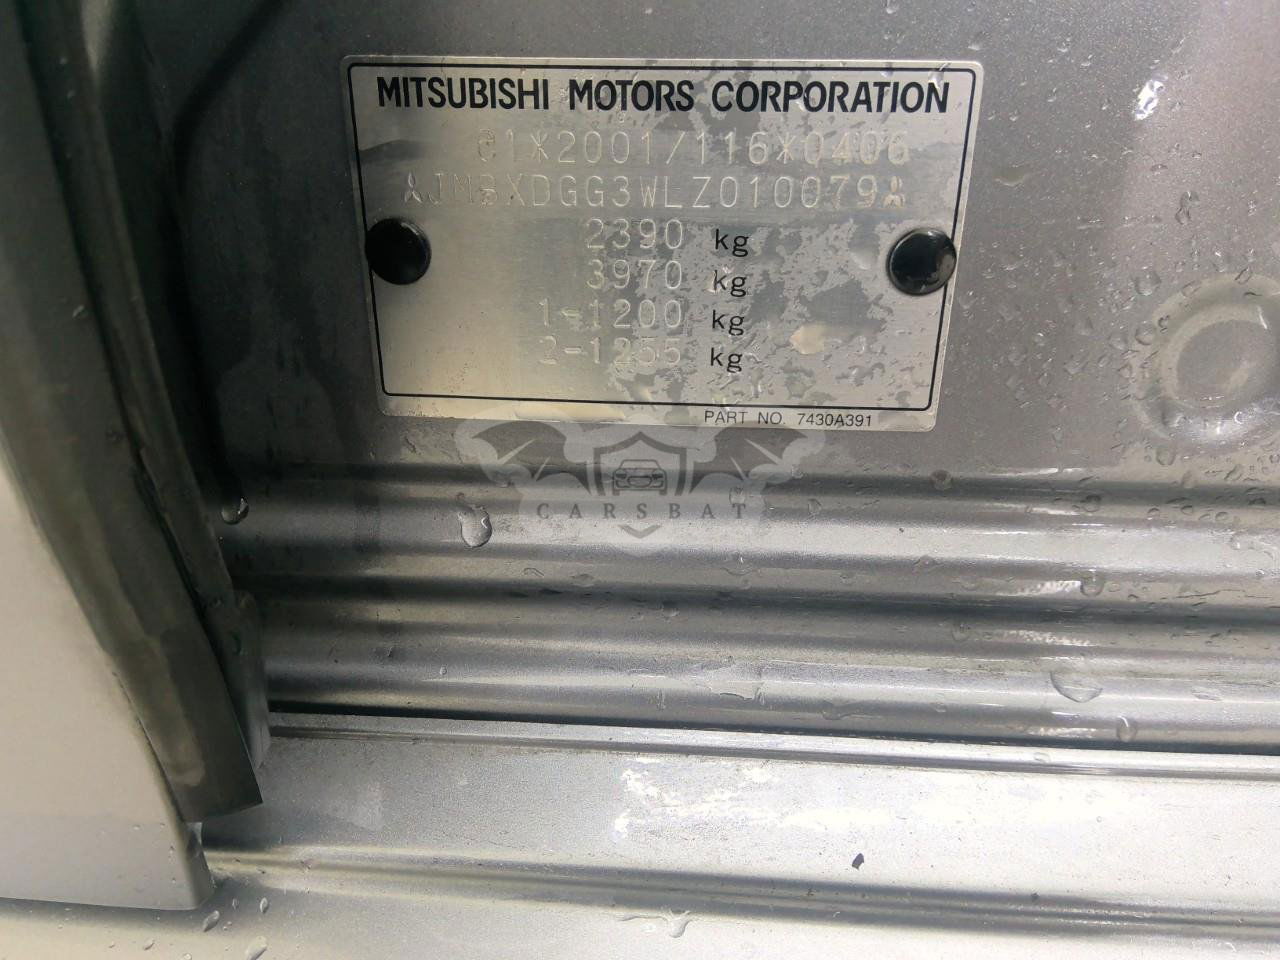 MITSUBISHI MOTORS CORPORATION
e1*2001/116*0406
JMBXDGG3WLZ010079
2390 kg
3970 kg
1-1200 kg
2-1255 kg
PART NO. 7430A391
CARSBAT